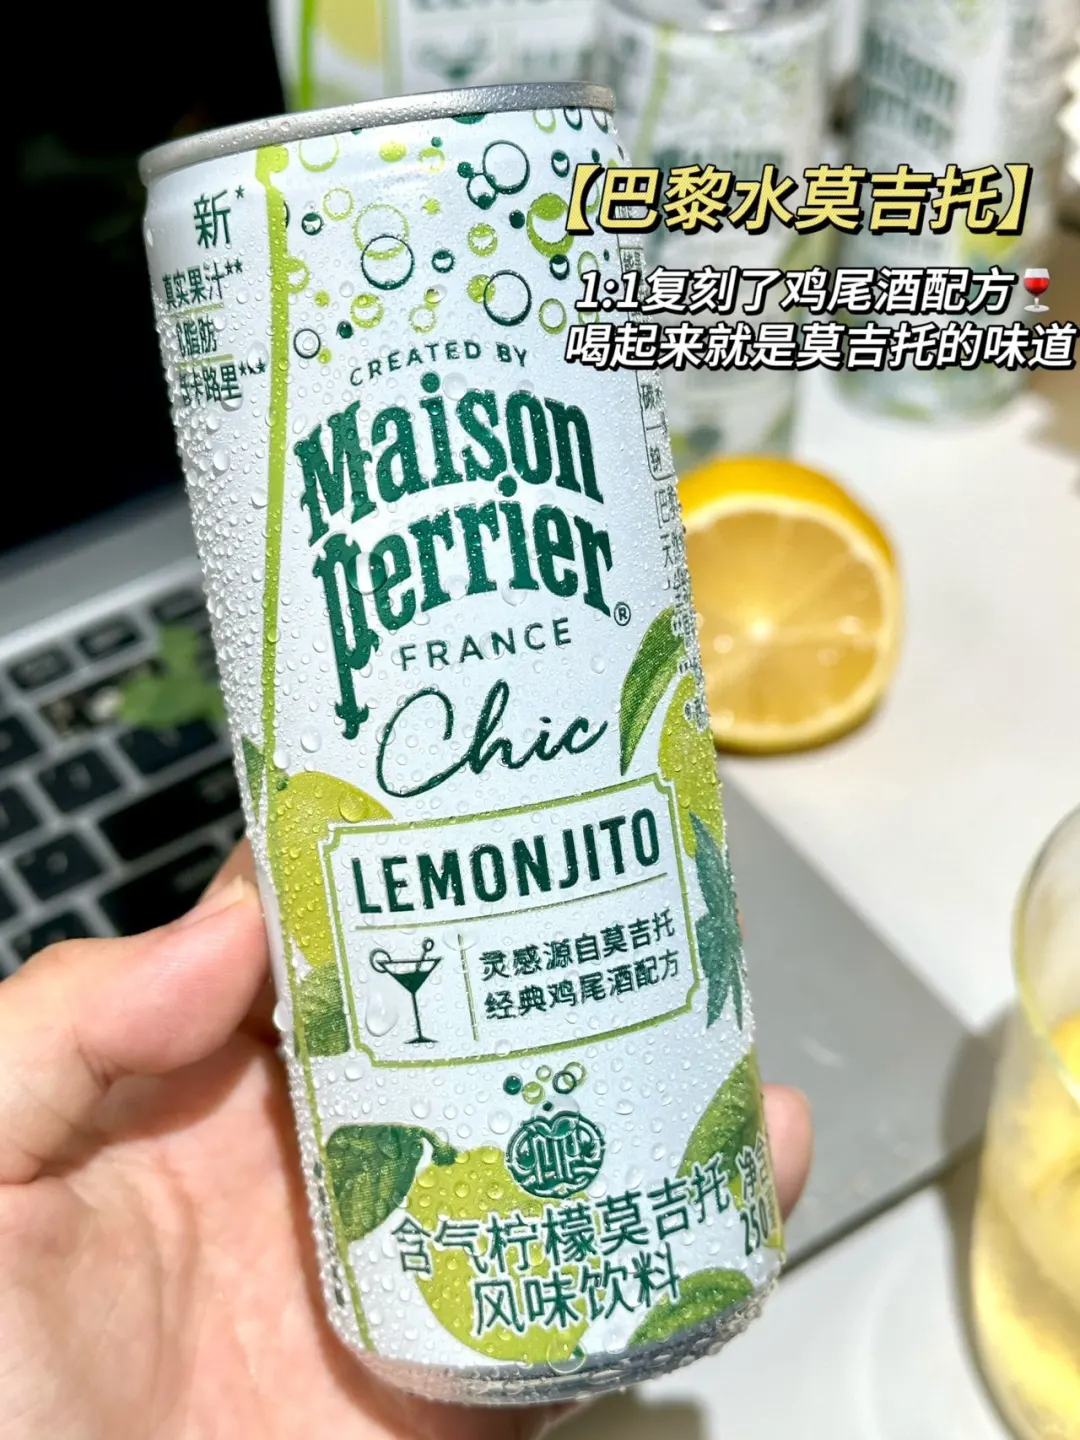 【巴黎水莫吉托】
1:1复刻了鸡尾酒配方🍷
喝起来就是莫吉托的味道
新*
真实果汁**
0脂肪
低卡路里***
CREATED BY
Maison
perrier®
FRANCE
Chic
LEMONJITO
灵感源自莫吉托
经典鸡尾酒配方
含气柠檬莫吉托
风味饮料
净含
250